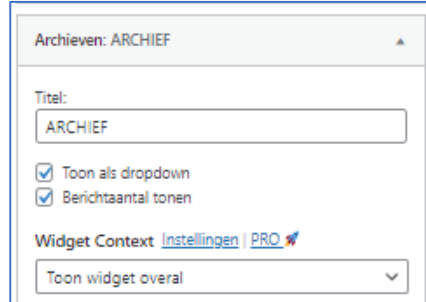 Archieven: ARCHIEF
Titel:
ARCHIEF
Toon als dropdown
Berichtaantal tonen
Widget Context Instellingen | PRO 🚀
Toon widget overal